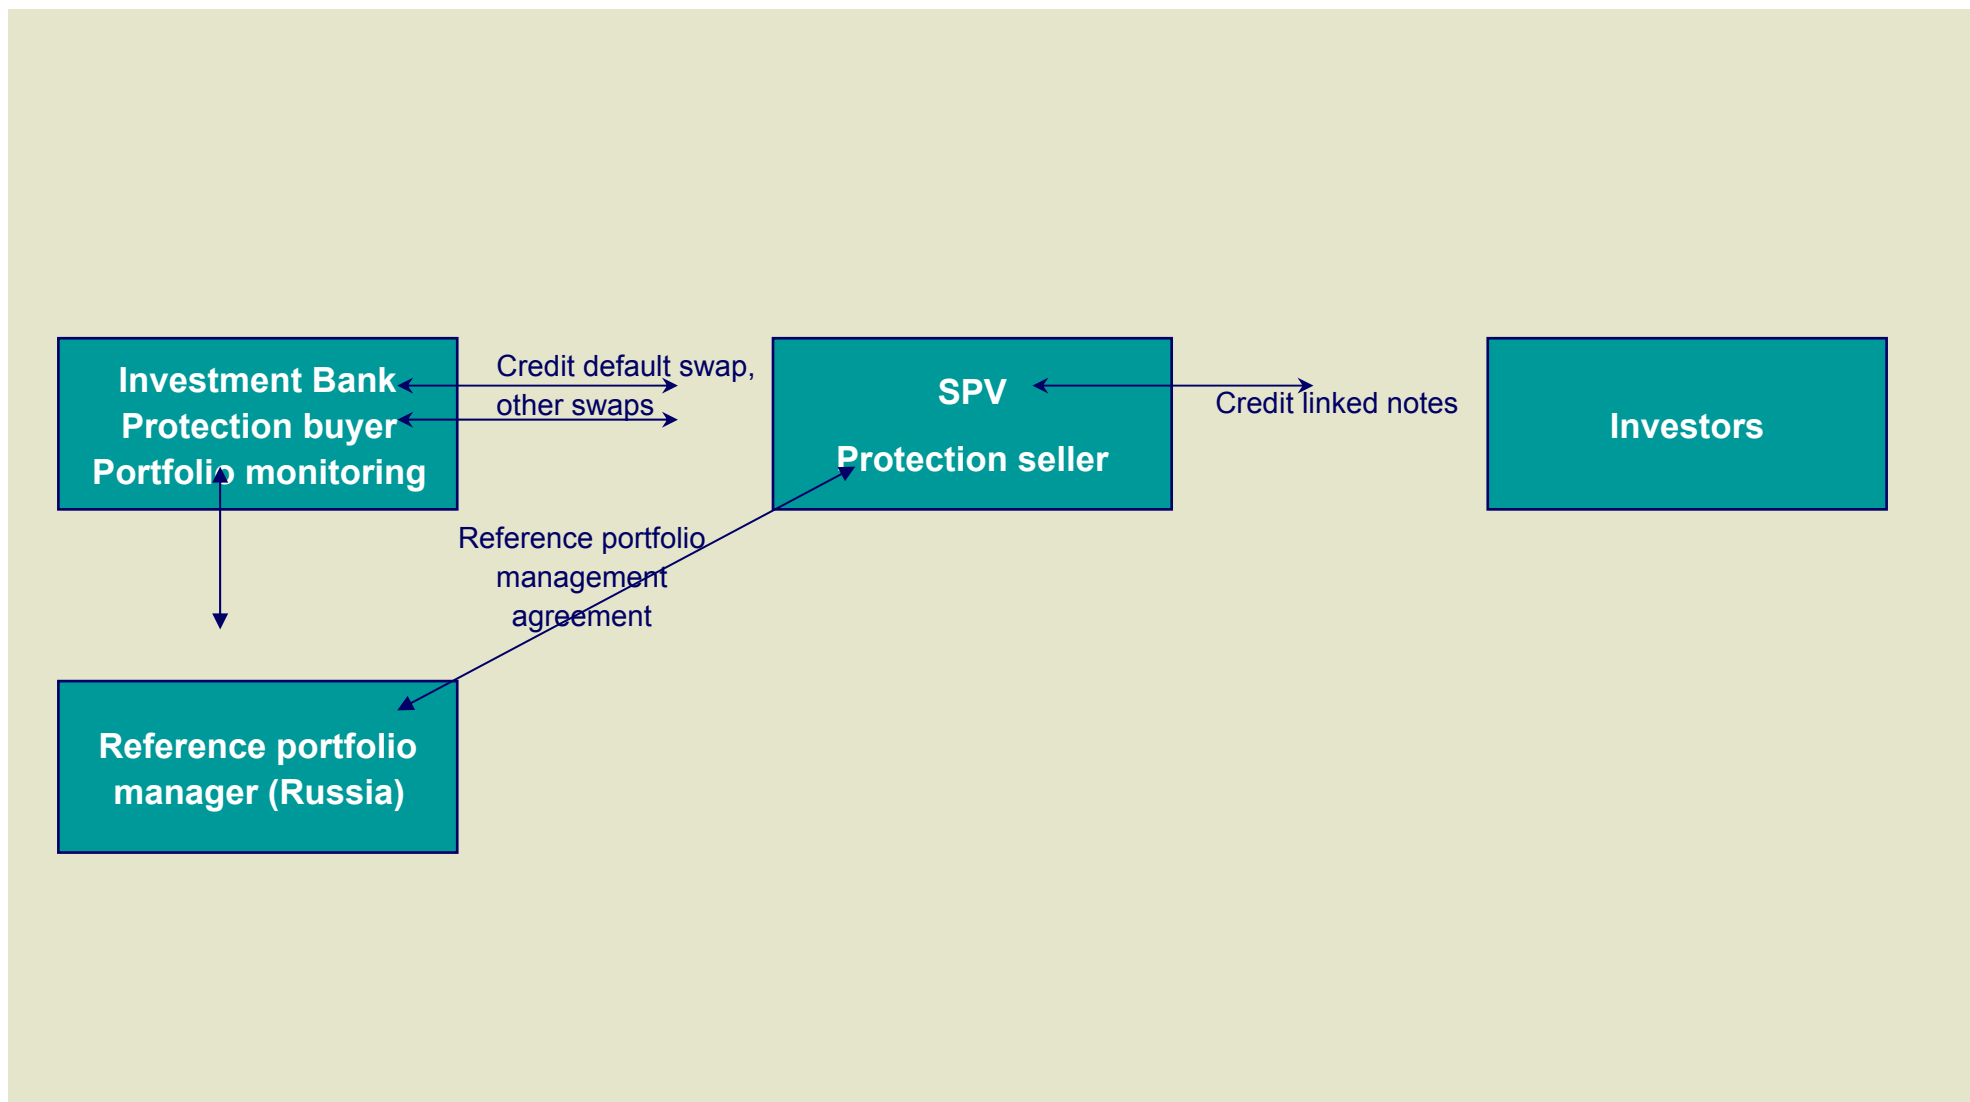 Investment Bank
Protection buyer
Portfolio monitoring
Credit default swap,
other swaps
SPV
Protection seller
Credit linked notes
Investors
Reference portfolio
management
agreement
Reference portfolio
manager (Russia)